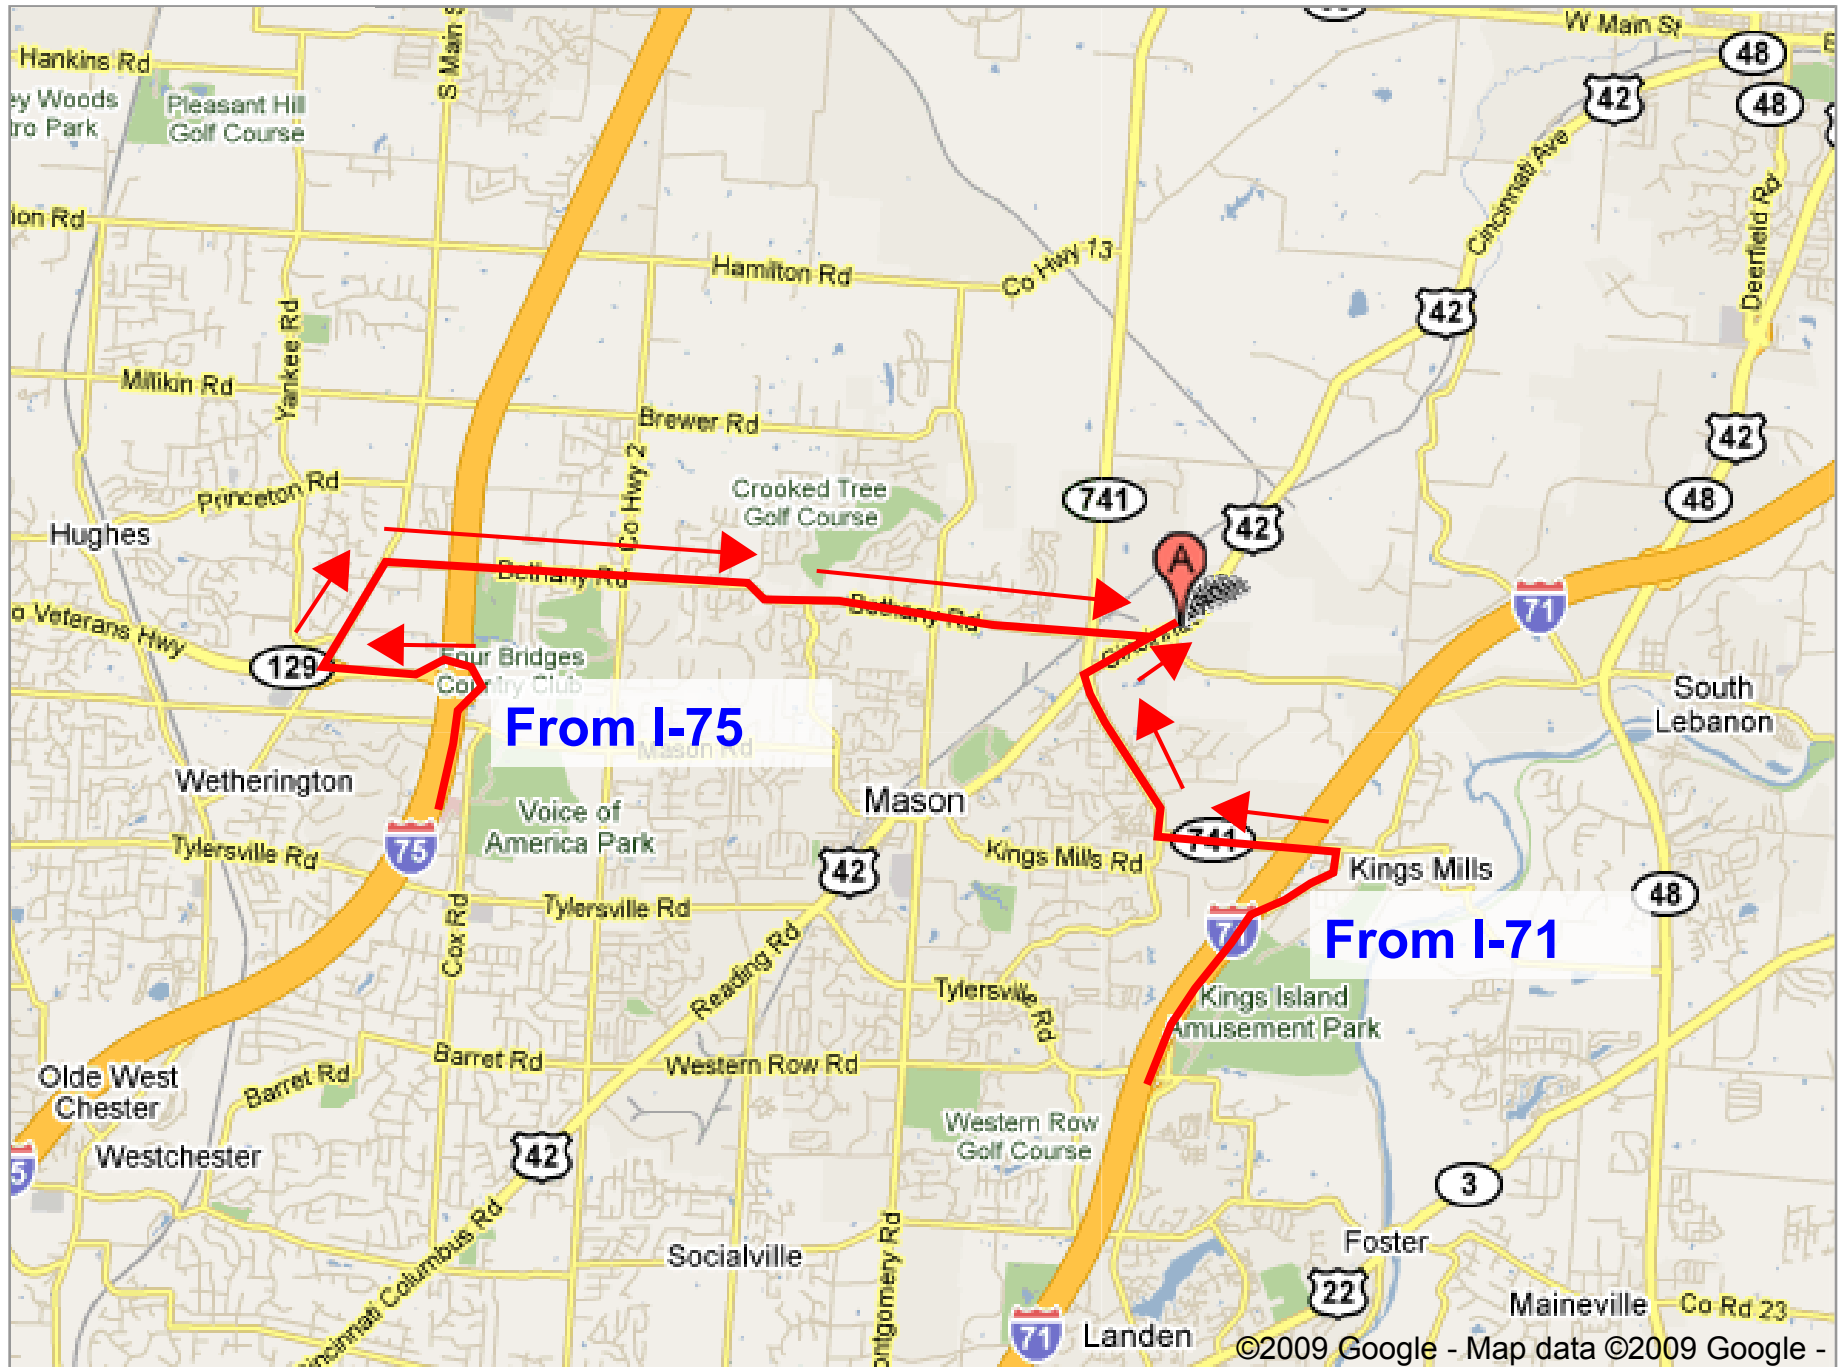 W Main St
48
Hankins Rd
S Main S
42
48
ey Woods
tro Park
Pleasant Hill
Golf Course
Cincinnati Ave
Deerfield Rd
ion Rd
Hamilton Rd
Co Hwy 13
42
Yankee Rd
Millikin Rd
Brewer Rd
42
Co Hwy 2
Princeton Rd
Crooked Tree
Golf Course
741
42
48
Hughes
A
Bethany Rd
71
Bethany Rd
o Veterans Hwy
129
Four Bridges
Country Club
South
Lebanon
From I-75
Mason Rd
Wetherington
Mason
Voice of
America Park
75
741
Tylersville Rd
42
Kings Mills Rd
Kings Mills
48
Tylersville Rd
Cox Rd
71
From I-71
Reading Rd
Tylersville Rd
Kings Island
Amusement Park
Barret Rd
Western Row Rd
Olde West
Chester
Barret Rd
Western Row
Golf Course
42
Westchester
5
3
Socialville
Foster
incinnati Columbus Rd
ontgomery Rd
22
Maineville
Co Rd 23
71
Landen
©2009 Google - Map data ©2009 Google -